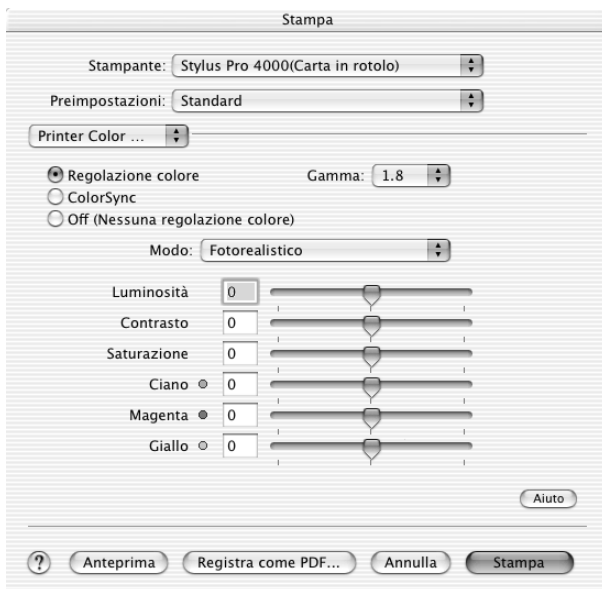 Stampa
Stampante: Stylus Pro 4000(Carta in rotolo)
Preimpostazioni: Standard
Printer Color ...
Regolazione colore Gamma: 1.8
ColorSync
Off (Nessuna regolazione colore)
Modo: Fotorealistico
Luminosità 0
Contrasto 0
Saturazione 0
Ciano 0
Magenta 0
Giallo 0
Aiuto
? Anteprima Registra come PDF... Annulla Stampa